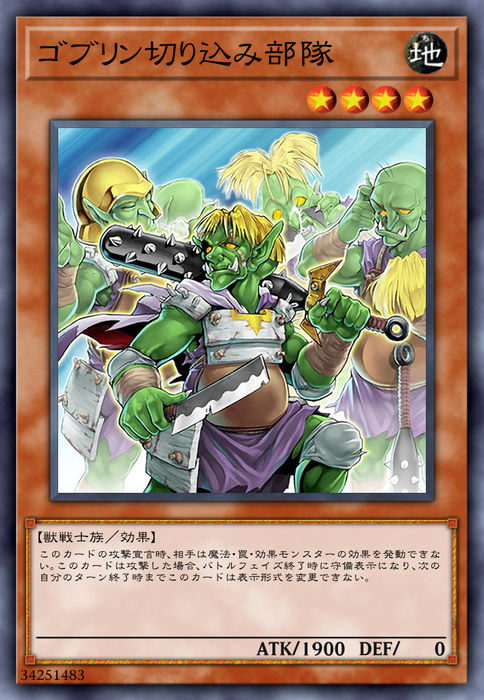 ゴブリン切り込み部隊
ち
地
【獣戦士族／効果】
このカードの攻撃宣言時、相手は魔法・罠・効果モンスターの効果を発動できな
い。このカードは攻撃した場合、バトルフェイズ終了時に守備表示になり、次の
自分のターン終了時までこのカードは表示形式を変更できない。
ATK/1900 DEF/ 0
34251483